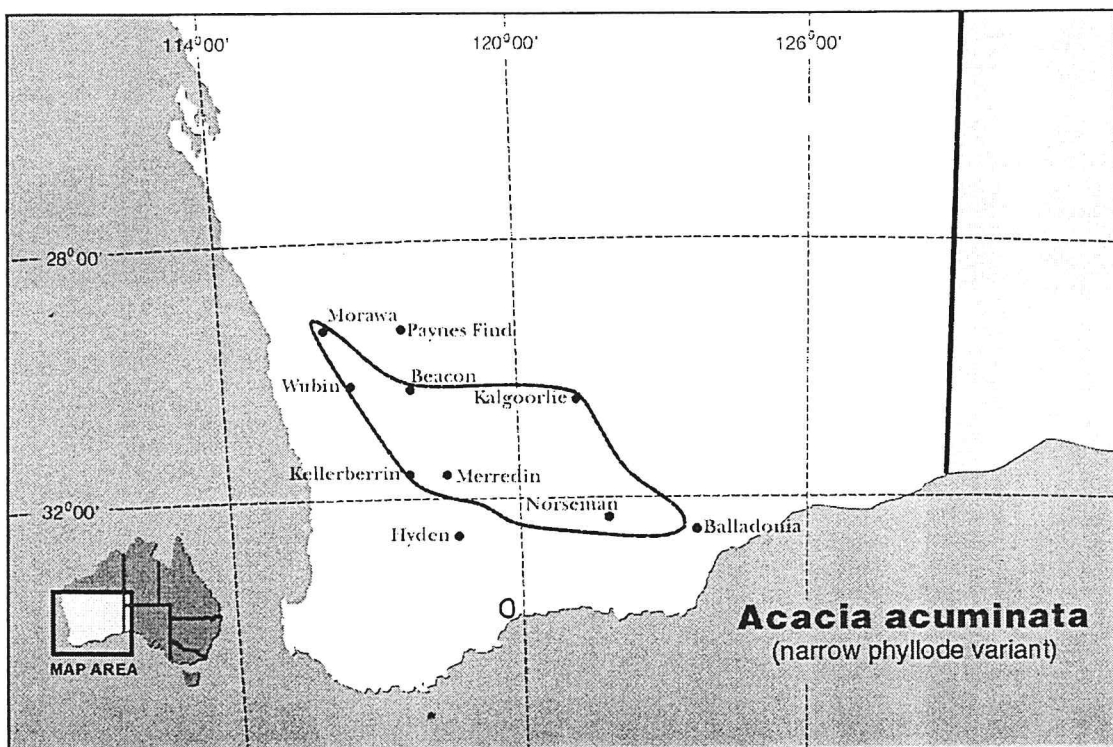 114°00'
120°00'
126°00'
28°00'
Morawa
Paynes Find
Wubin
Beacon
Kalgoorlie
Kellerberrin
Merredin
32°00'
Norseman
Hyden
Balladonia
MAP AREA
Acacia acuminata
(narrow phyllode variant)